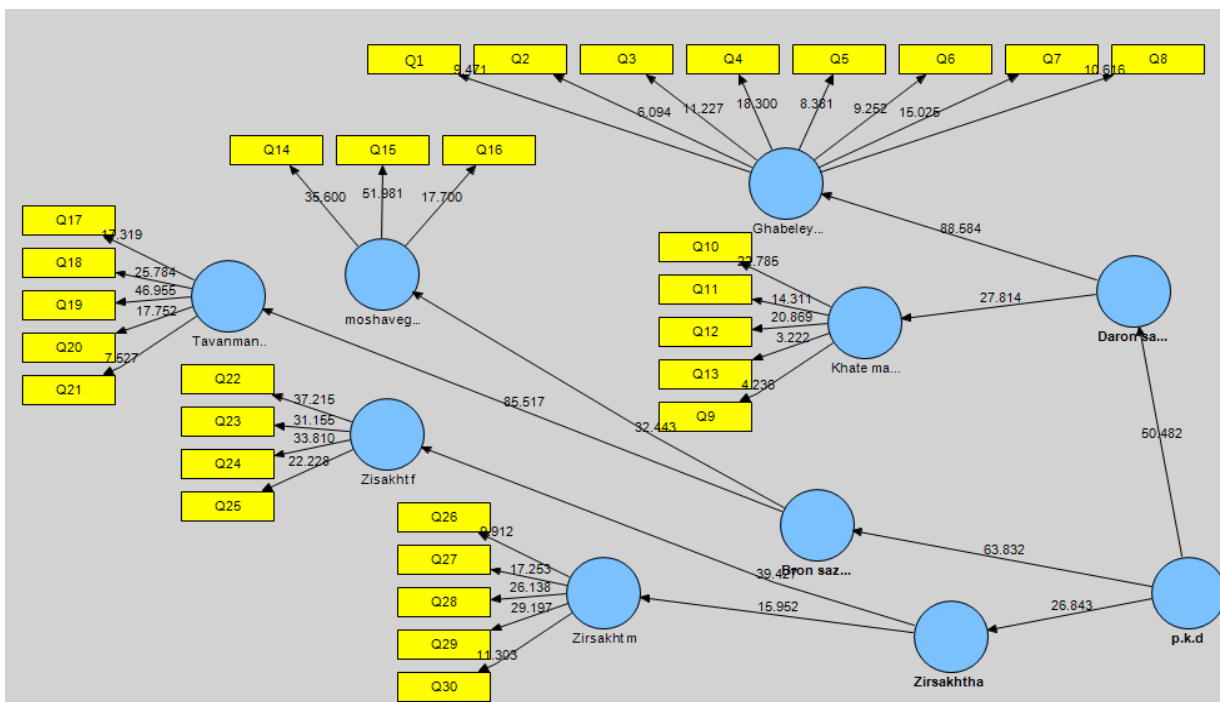 Q1
Q2
Q3
Q4
Q5
Q6
Q7
Q8
9.471
6.094
11.227
18.300
8.381
9.252
15.025
10.616
Ghabeley...
Q14
Q15
Q16
35.600
51.981
17.700
moshaveg...
Q17
Q18
Q19
Q20
Q21
17.319
25.784
46.955
17.752
7.527
Tavanman..
Q10
Q11
Q12
Q13
Q9
22.785
14.311
20.869
3.222
4.236
Khate ma...
88.584
27.814
Daron sa...
50.482
Q22
Q23
Q24
Q25
37.215
31.155
33.810
22.228
Zisakht f
85.517
32.443
Bron saz...
63.832
Q26
Q27
Q28
Q29
Q30
9.912
17.253
26.138
29.197
11.303
Zirsakht m
39.427
15.952
Zirsakhtha
26.843
p.k.d